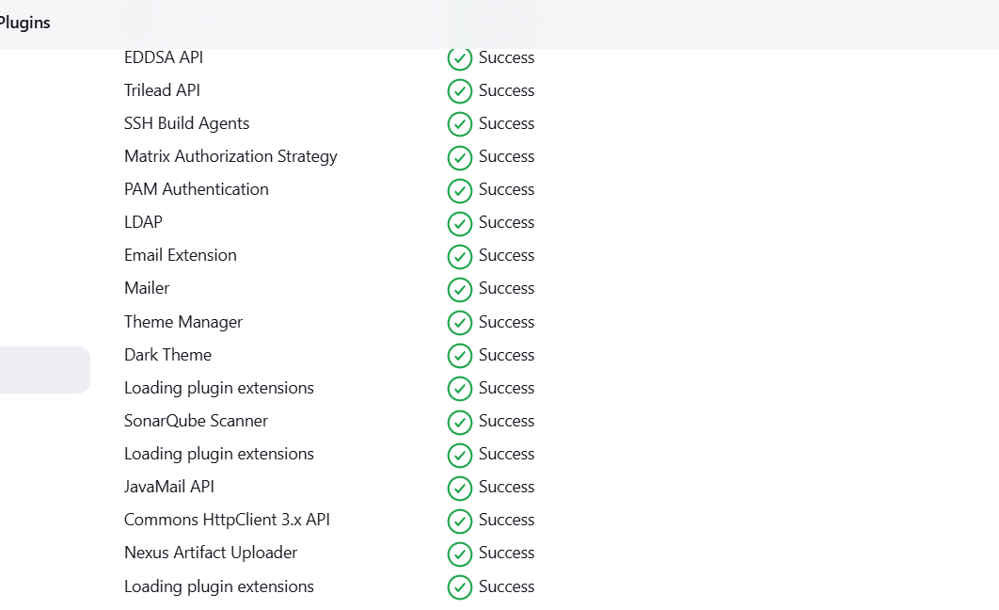 Plugins
EDDSA API Success
Trilead API Success
SSH Build Agents Success
Matrix Authorization Strategy Success
PAM Authentication Success
LDAP Success
Email Extension Success
Mailer Success
Theme Manager Success
Dark Theme Success
Loading plugin extensions Success
SonarQube Scanner Success
Loading plugin extensions Success
JavaMail API Success
Commons HttpClient 3.x API Success
Nexus Artifact Uploader Success
Loading plugin extensions Success